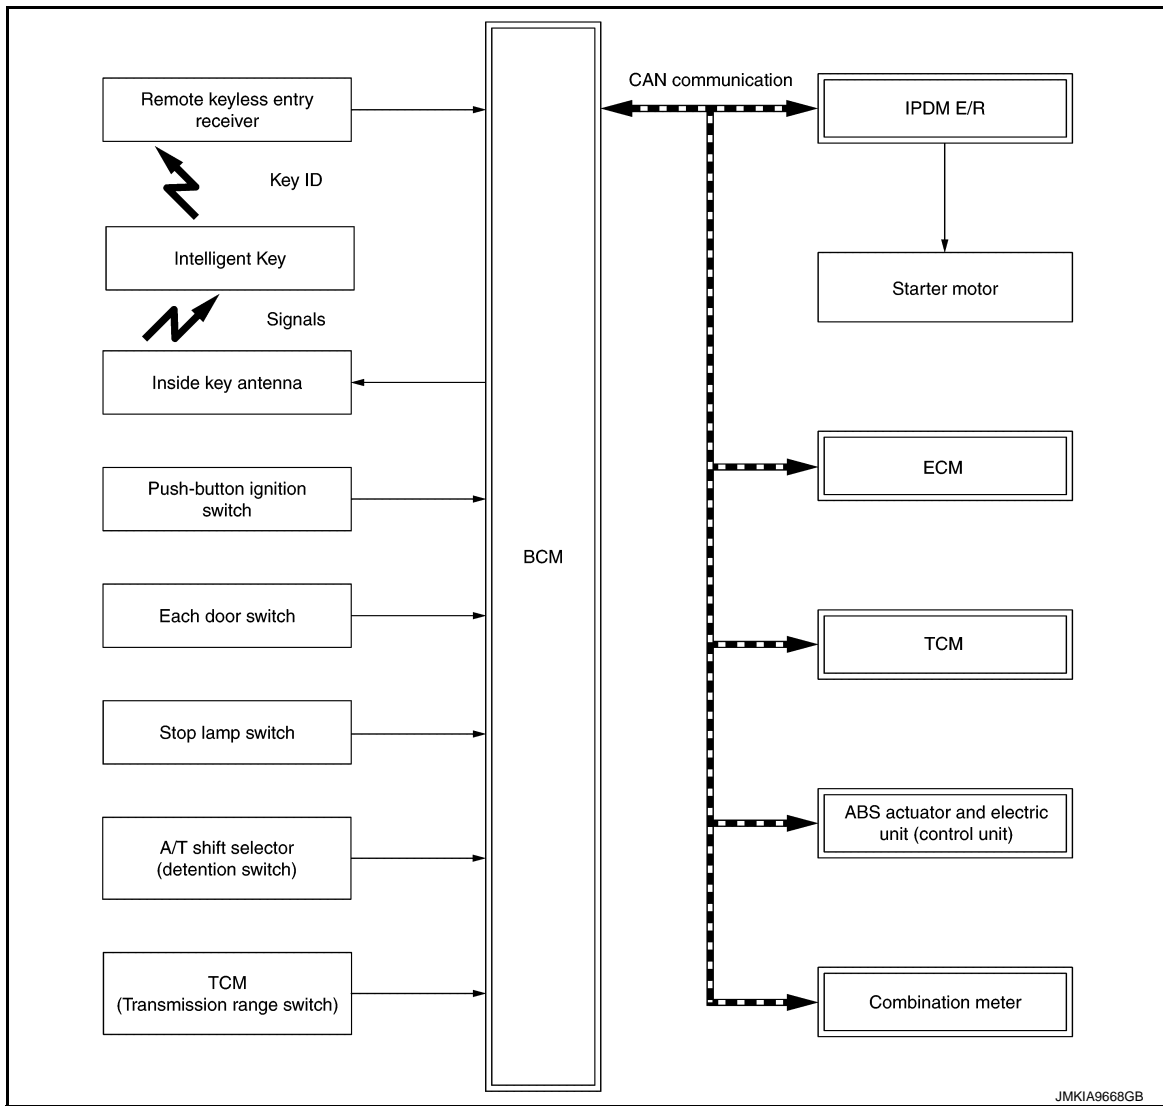 Remote keyless entry
receiver
Key ID
Intelligent Key
Signals
Inside key antenna
Push-button ignition
switch
Each door switch
Stop lamp switch
A/T shift selector
(detention switch)
TCM
(Transmission range switch)
BCM
CAN communication
IPDM E/R
Starter motor
ECM
TCM
ABS actuator and electric
unit (control unit)
Combination meter
JMKIA9668GB